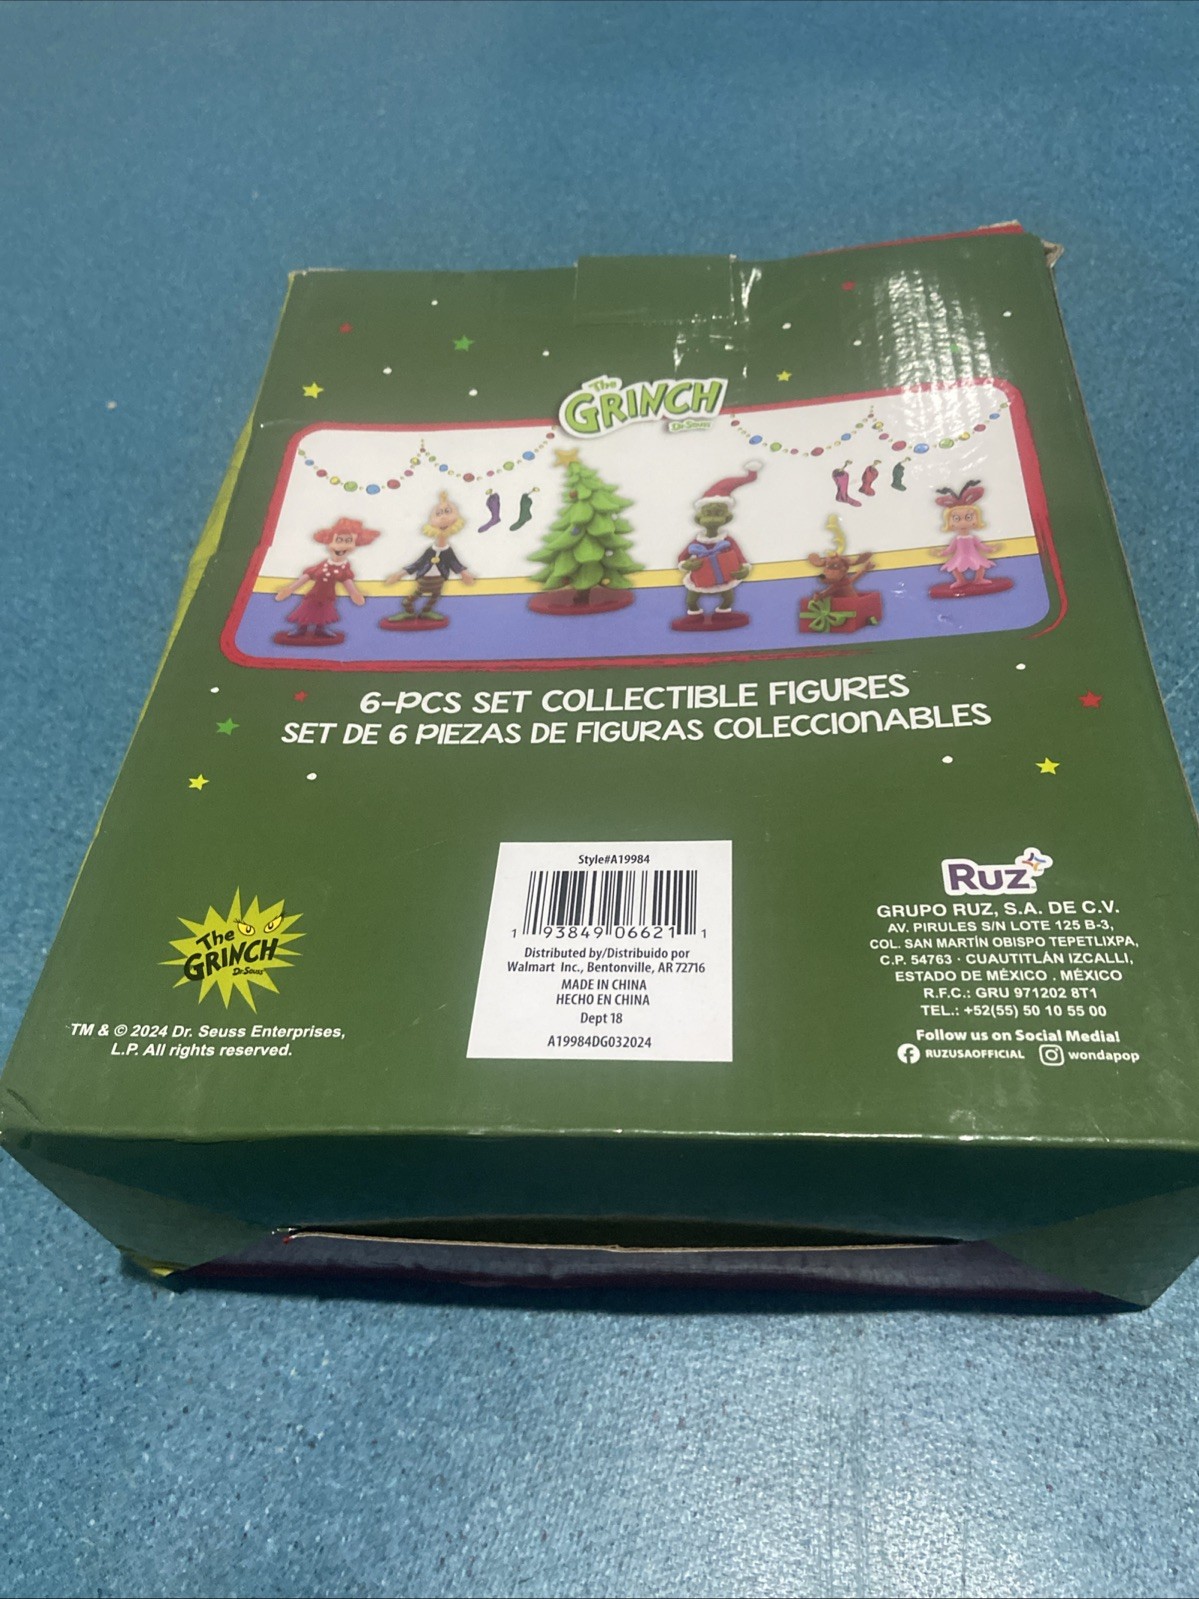 The
GRINCH
Dr. Seuss
6-PCS SET COLLECTIBLE FIGURES
SET DE 6 PIEZAS DE FIGURAS COLECCIONABLES
The
GRINCH
Dr. Seuss
TM & © 2024 Dr. Seuss Enterprises,
L.P. All rights reserved.
Style#A19984
1 93849 06621 1
Distributed by/Distribuido por
Walmart Inc., Bentonville, AR 72716
MADE IN CHINA
HECHO EN CHINA
Dept 18
A19984DG032024
Ruz
GRUPO RUZ, S.A. DE C.V.
AV. PIRULES S/N LOTE 125 B-3,
COL. SAN MARTÍN OBISPO TEPETLIXPA,
C.P. 54763 · CUAUTITLÁN IZCALLI,
ESTADO DE MÉXICO . MÉXICO
R.F.C.: GRU 971202 8T1
TEL.: +52(55) 50 10 55 00
Follow us on Social Media!
RUZUSAOFFICIAL wondapop